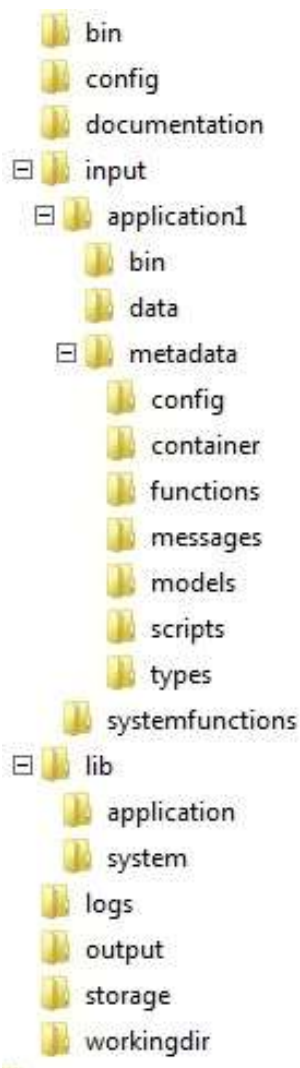 bin
config
documentation
input
application1
bin
data
metadata
config
container
functions
messages
models
scripts
types
systemfunctions
lib
application
system
logs
output
storage
workingdir